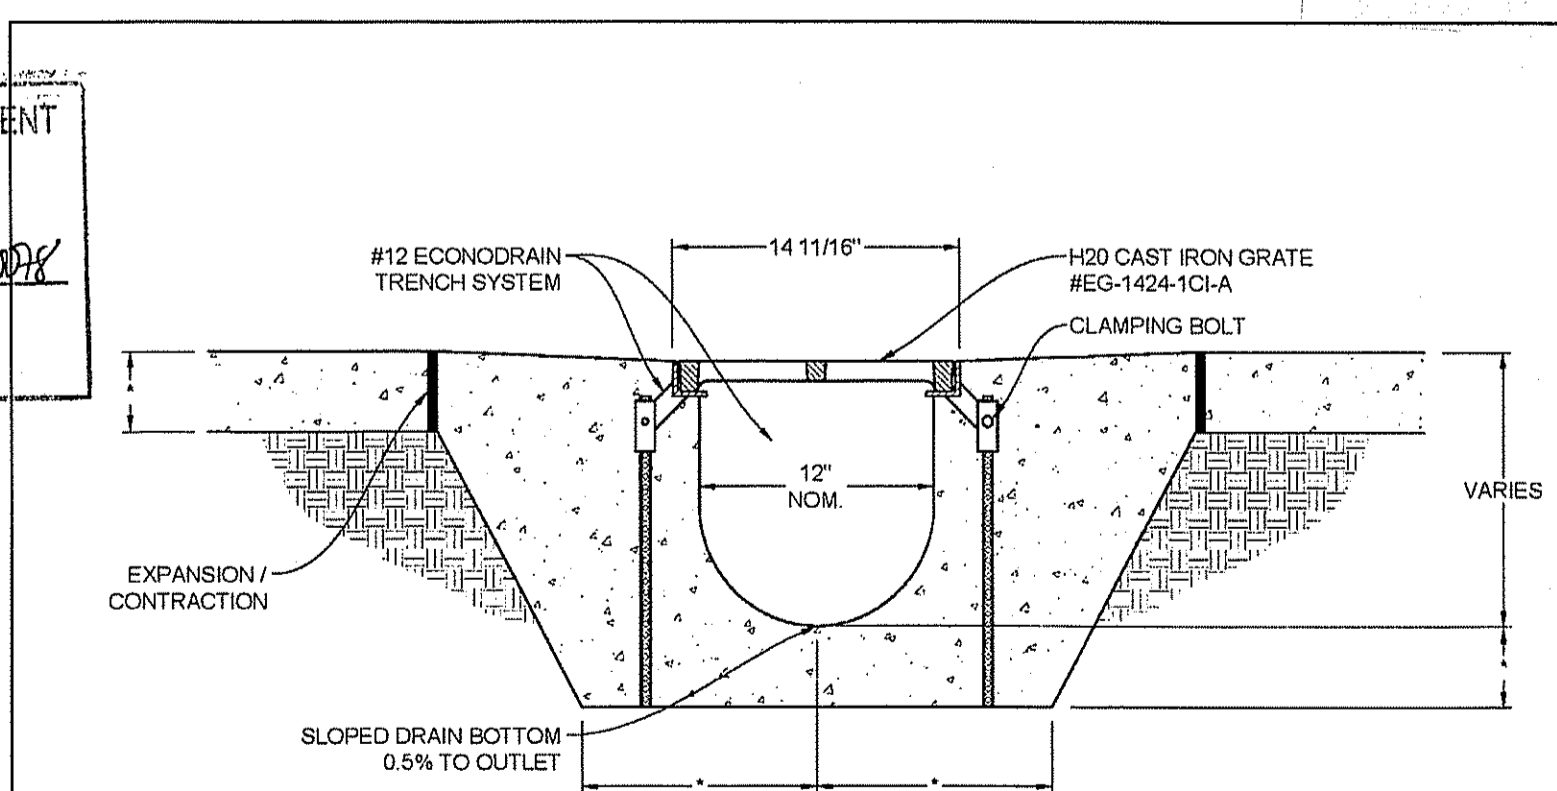 ENT
0078
14 11/16"
#12 ECONODRAIN
TRENCH SYSTEM
H20 CAST IRON GRATE
#EG-1424-1CI-A
CLAMPING BOLT
*
12"
NOM.
VARIES
EXPANSION /
CONTRACTION
*
SLOPED DRAIN BOTTOM
0.5% TO OUTLET
*
*